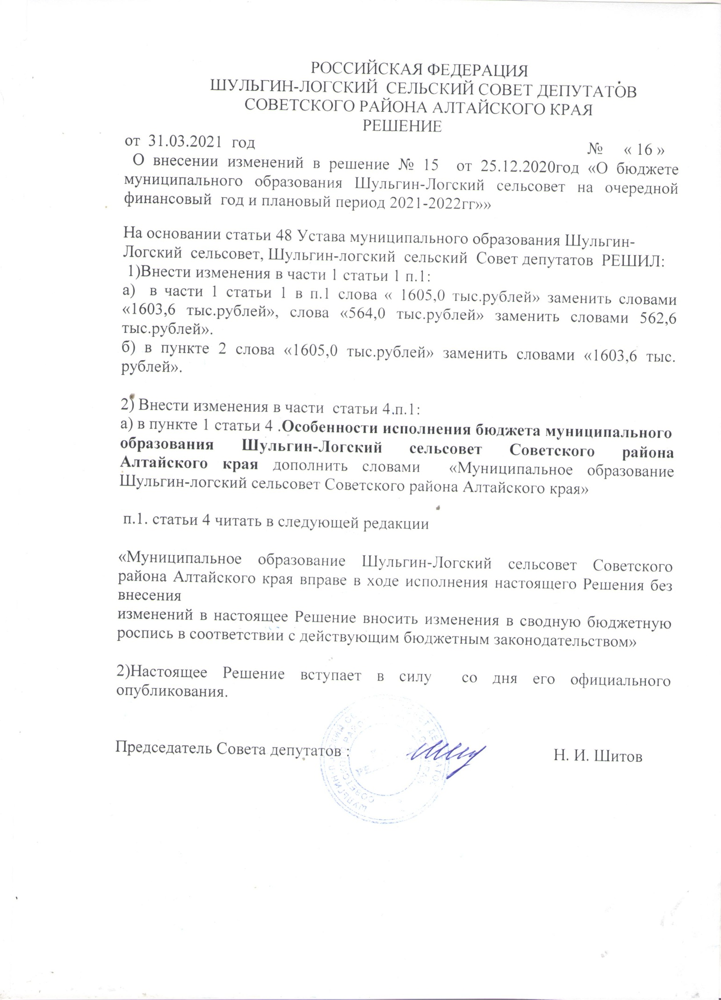 РОССИЙСКАЯ ФЕДЕРАЦИЯ
ШУЛЬГИН-ЛОГСКИЙ СЕЛЬСКИЙ СОВЕТ ДЕПУТАТОВ
СОВЕТСКОГО РАЙОНА АЛТАЙСКОГО КРАЯ
РЕШЕНИЕ
от 31.03.2021 год № « 16 »
О внесении изменений в решение № 15 от 25.12.2020год «О бюджете
муниципального образования Шульгин-Логский сельсовет на очередной
финансовый год и плановый период 2021-2022гг»»
На основании статьи 48 Устава муниципального образования Шульгин-
Логский сельсовет, Шульгин-логский сельский Совет депутатов РЕШИЛ:
1)Внести изменения в части 1 статьи 1 п.1:
а) в части 1 статьи 1 в п.1 слова « 1605,0 тыс.рублей» заменить словами
«1603,6 тыс.рублей», слова «564,0 тыс.рублей» заменить словами 562,6
тыс.рублей».
б) в пункте 2 слова «1605,0 тыс.рублей» заменить словами «1603,6 тыс.
рублей».
2) Внести изменения в части статьи 4.п.1:
а) в пункте 1 статьи 4 .Особенности исполнения бюджета муниципального
образования Шульгин-Логский сельсовет Советского района
Алтайского края дополнить словами «Муниципальное образование
Шульгин-логский сельсовет Советского района Алтайского края»
п.1. статьи 4 читать в следующей редакции
«Муниципальное образование Шульгин-Логский сельсовет Советского
района Алтайского края вправе в ходе исполнения настоящего Решения без
внесения
изменений в настоящее Решение вносить изменения в сводную бюджетную
роспись в соответствии с действующим бюджетным законодательством»
2)Настоящее Решение вступает в силу со дня его официального
опубликования.
Председатель Совета депутатов : Н. И. Шитов